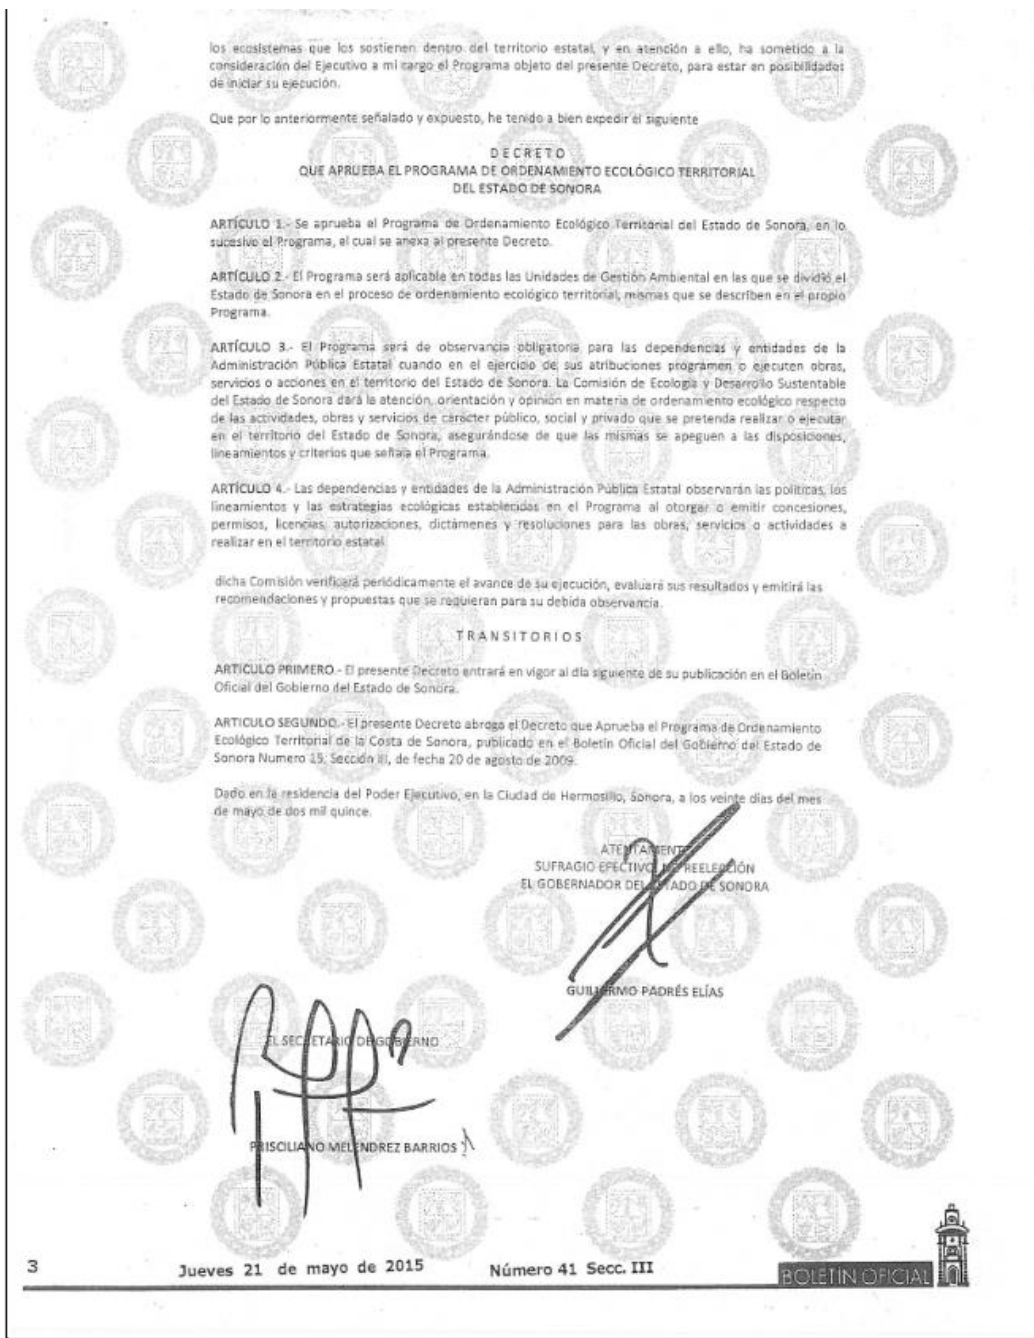 los ecosistemas que los sostienen dentro del territorio estatal, y en atención a ello, ha sometido a la
consideración del Ejecutivo a mi cargo el Programa objeto del presente Decreto, para estar en posibilidades
de iniciar su ejecución.
Que por lo anteriormente señalado y expuesto, he tenido a bien expedir el siguiente
DECRETO
QUE APRUEBA EL PROGRAMA DE ORDENAMIENTO ECOLÓGICO TERRITORIAL
DEL ESTADO DE SONORA
ARTÍCULO 1.- Se aprueba el Programa de Ordenamiento Ecológico Territorial del Estado de Sonora, en lo
sucesivo el Programa, el cual se anexa al presente Decreto.
ARTÍCULO 2.- El Programa será aplicable en todas las Unidades de Gestión Ambiental en las que se dividió el
Estado de Sonora en el proceso de ordenamiento ecológico territorial, mismas que se describen en el propio
Programa.
ARTÍCULO 3.- El Programa será de observancia obligatoria para las dependencias y entidades de la
Administración Pública Estatal cuando en el ejercicio de sus atribuciones programen o ejecuten obras,
servicios o acciones en el territorio del Estado de Sonora. La Comisión de Ecología y Desarrollo Sustentable
del Estado de Sonora dará la atención, orientación y opinión en materia de ordenamiento ecológico respecto
de las actividades, obras y servicios de carácter público, social y privado que se pretenda realizar o ejecutar
en el territorio del Estado de Sonora, asegurándose de que las mismas se apeguen a las disposiciones,
lineamientos y criterios que señala el Programa.
ARTÍCULO 4.- Las dependencias y entidades de la Administración Pública Estatal observarán las políticas, los
lineamientos y las estrategias ecológicas establecidas en el Programa al otorgar o emitir concesiones,
permisos, licencias, autorizaciones, dictámenes y resoluciones para las obras, servicios o actividades a
realizar en el territorio estatal.
dicha Comisión verificará periódicamente el avance de su ejecución, evaluará sus resultados y emitirá las
recomendaciones y propuestas que se requieran para su debida observancia.
TRANSITORIOS
ARTICULO PRIMERO.- El presente Decreto entrará en vigor al día siguiente de su publicación en el Boletín
Oficial del Gobierno del Estado de Sonora.
ARTICULO SEGUNDO.- El presente Decreto abroga el Decreto que Aprueba el Programa de Ordenamiento
Ecológico Territorial de la Costa de Sonora, publicado en el Boletín Oficial del Gobierno del Estado de
Sonora Numero 15, Sección III, de fecha 20 de agosto de 2009.
Dado en la residencia del Poder Ejecutivo, en la Ciudad de Hermosillo, Sonora, a los veinte días del mes
de mayo de dos mil quince.
ATENTAMENTE
SUFRAGIO EFECTIVO. NO REELECCIÓN
EL GOBERNADOR DEL ESTADO DE SONORA
GUILLERMO PADRÉS ELÍAS
EL SECRETARIO DE GOBIERNO
PRISCILIANO MELENDREZ BARRIOS
3
Jueves 21 de mayo de 2015
Número 41 Secc. III
BOLETÍN OFICIAL